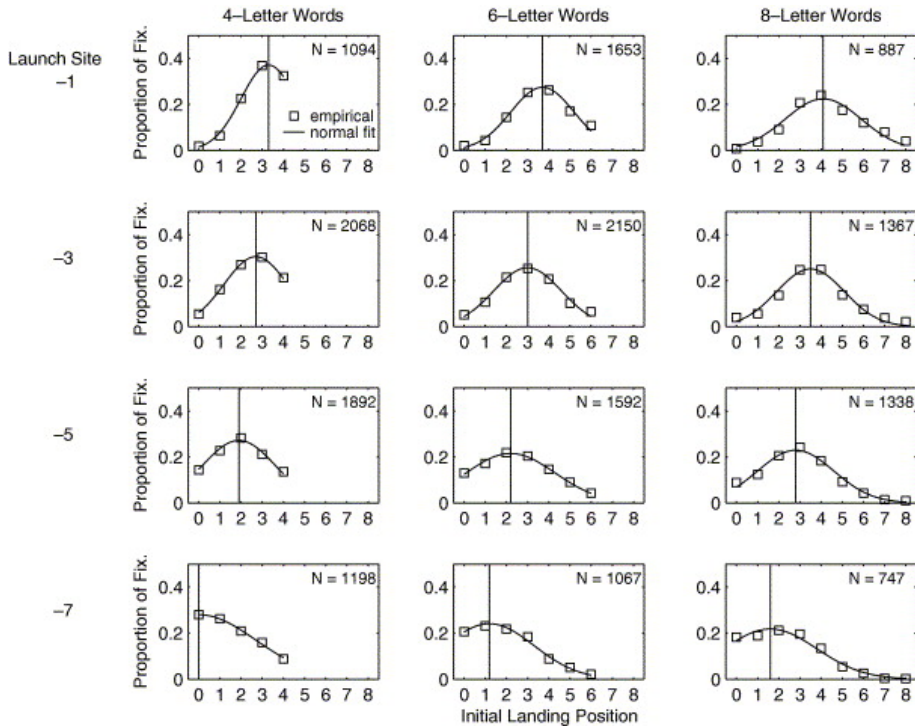 4–Letter Words 6–Letter Words 8–Letter Words
Launch Site
–1
Proportion of Fix.
0.4
0.2
0
N = 1094
empirical
normal fit
0 1 2 3 4 5 6 7 8
0.4
0.2
0
N = 1653
0 1 2 3 4 5 6 7 8
0.4
0.2
0
N = 887
0 1 2 3 4 5 6 7 8
–3
Proportion of Fix.
0.4
0.2
0
N = 2068
0 1 2 3 4 5 6 7 8
0.4
0.2
0
N = 2150
0 1 2 3 4 5 6 7 8
0.4
0.2
0
N = 1367
0 1 2 3 4 5 6 7 8
–5
Proportion of Fix.
0.4
0.2
0
N = 1892
0 1 2 3 4 5 6 7 8
0.4
0.2
0
N = 1592
0 1 2 3 4 5 6 7 8
0.4
0.2
0
N = 1338
0 1 2 3 4 5 6 7 8
–7
Proportion of Fix.
0.4
0.2
0
N = 1198
0 1 2 3 4 5 6 7 8
0.4
0.2
0
N = 1067
0 1 2 3 4 5 6 7 8
0.4
0.2
0
N = 747
0 1 2 3 4 5 6 7 8
Initial Landing Position